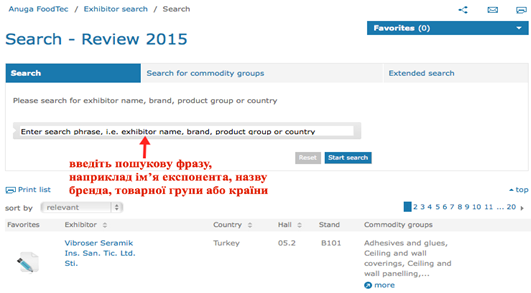 Anuga FoodTec / Exhibitor search / Search
Search - Review 2015
Favorites (0)
Search
Search for commodity groups
Extended search
Please search for exhibitor name, brand, product group or country
Enter search phrase, i.e. exhibitor name, brand, product group or country
Reset
Start search
введіть пошукову фразу,
наприклад ім’я експонента, назву
бренда, товарної групи або країни
Print list
top
sort by
relevant
1 2 3 4 5 6 7 8 9 10 11 ... 20
Favorites Exhibitor Country Hall Stand Commodity groups
Vibroser Seramik Turkey 05.2 B101 Adhesives and glues,
Ins. San. Tic. Ltd. Ceiling and wall
Sti. coverings, Ceiling and
wall panelling,...
more